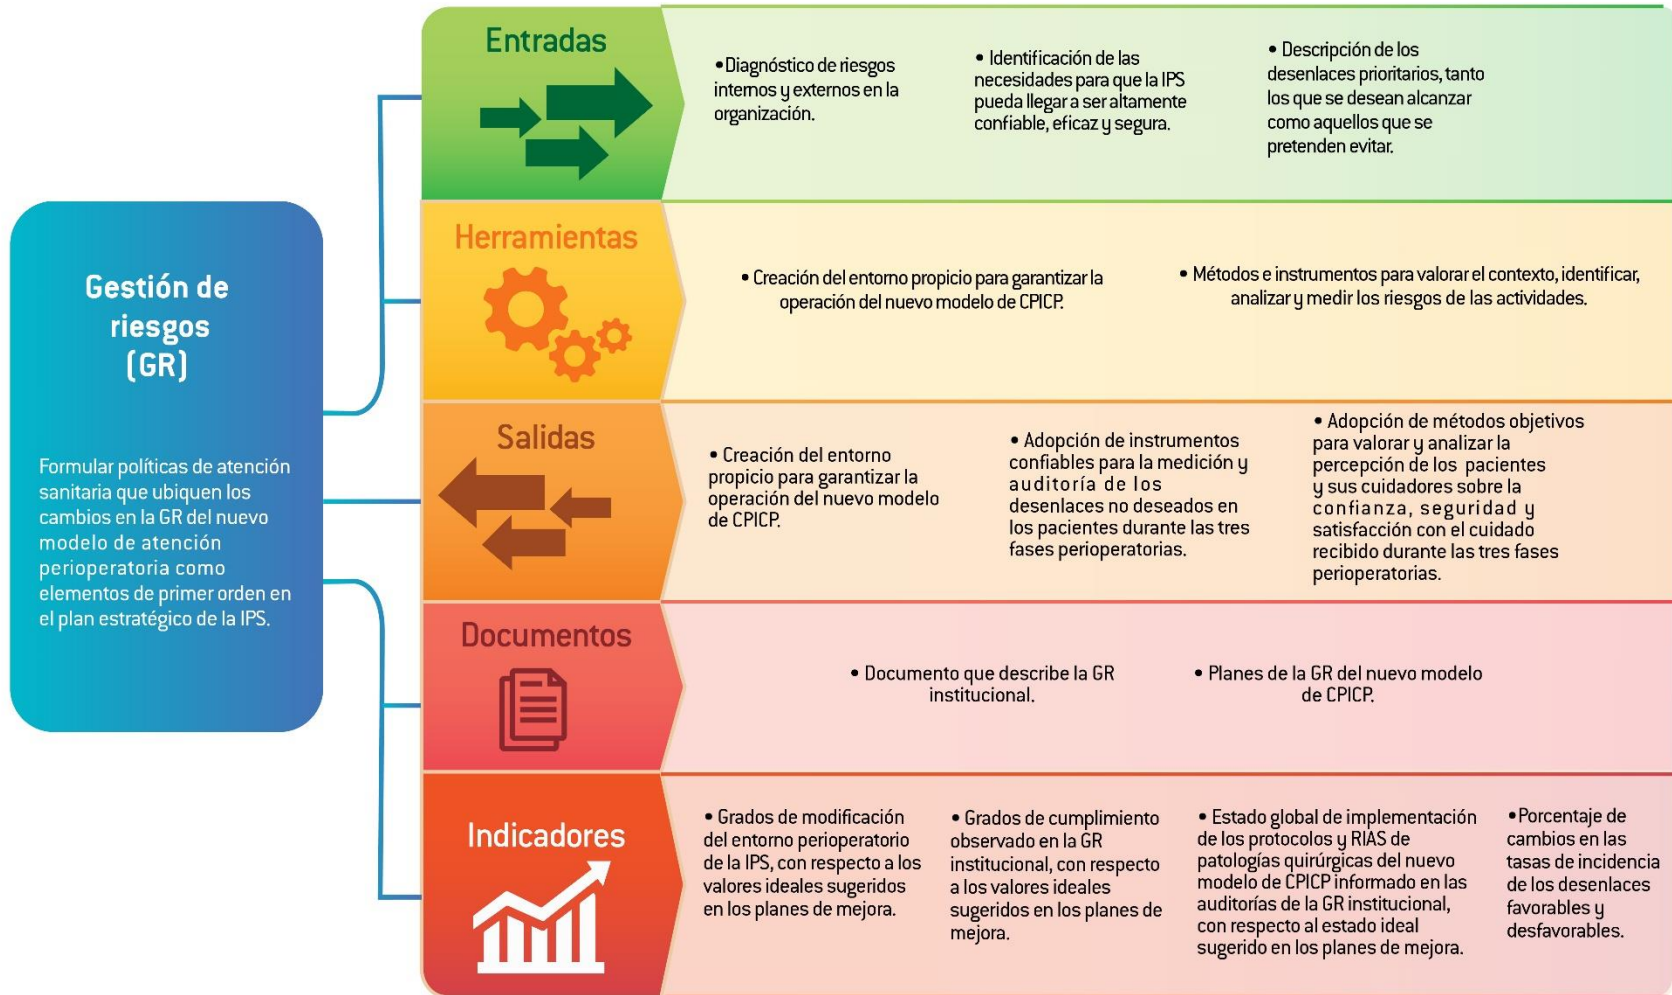 Gestión de
riesgos
(GR)
Formular políticas de atención
sanitaria que ubiquen los
cambios en la GR del nuevo
modelo de atención
perioperatoria como
elementos de primer orden en
el plan estratégico de la IPS.
Entradas
•Diagnóstico de riesgos
internos y externos en la
organización.
• Identificación de las
necesidades para que la IPS
pueda llegar a ser altamente
confiable, eficaz y segura.
• Descripción de los
desenlaces prioritarios, tanto
los que se desean alcanzar
como aquellos que se
pretenden evitar.
Herramientas
• Creación del entorno propicio para garantizar la
operación del nuevo modelo de CPICP.
• Métodos e instrumentos para valorar el contexto, identificar,
analizar y medir los riesgos de las actividades.
Salidas
• Creación del entorno
propicio para garantizar la
operación del nuevo modelo
de CPICP.
• Adopción de instrumentos
confiables para la medición y
auditoría de los
desenlaces no deseados en
los pacientes durante las tres
fases perioperatorias.
• Adopción de métodos objetivos
para valorar y analizar la
percepción de los pacientes
y sus cuidadores sobre la
confianza, seguridad y
satisfacción con el cuidado
recibido durante las tres fases
perioperatorias.
Documentos
• Documento que describe la GR
institucional.
• Planes de la GR del nuevo modelo
de CPICP.
Indicadores
• Grados de modificación
del entorno perioperatorio
de la IPS, con respecto a los
valores ideales sugeridos
en los planes de mejora.
• Grados de cumplimiento
observado en la GR
institucional, con respecto
a los valores ideales
sugeridos en los planes de
mejora.
• Estado global de implementación
de los protocolos y RIAS de
patologías quirúrgicas del nuevo
modelo de CPICP informado en las
auditorías de la GR institucional,
con respecto al estado ideal
sugerido en los planes de mejora.
•Porcentaje de
cambios en las
tasas de incidencia
de los desenlaces
favorables y
desfavorables.